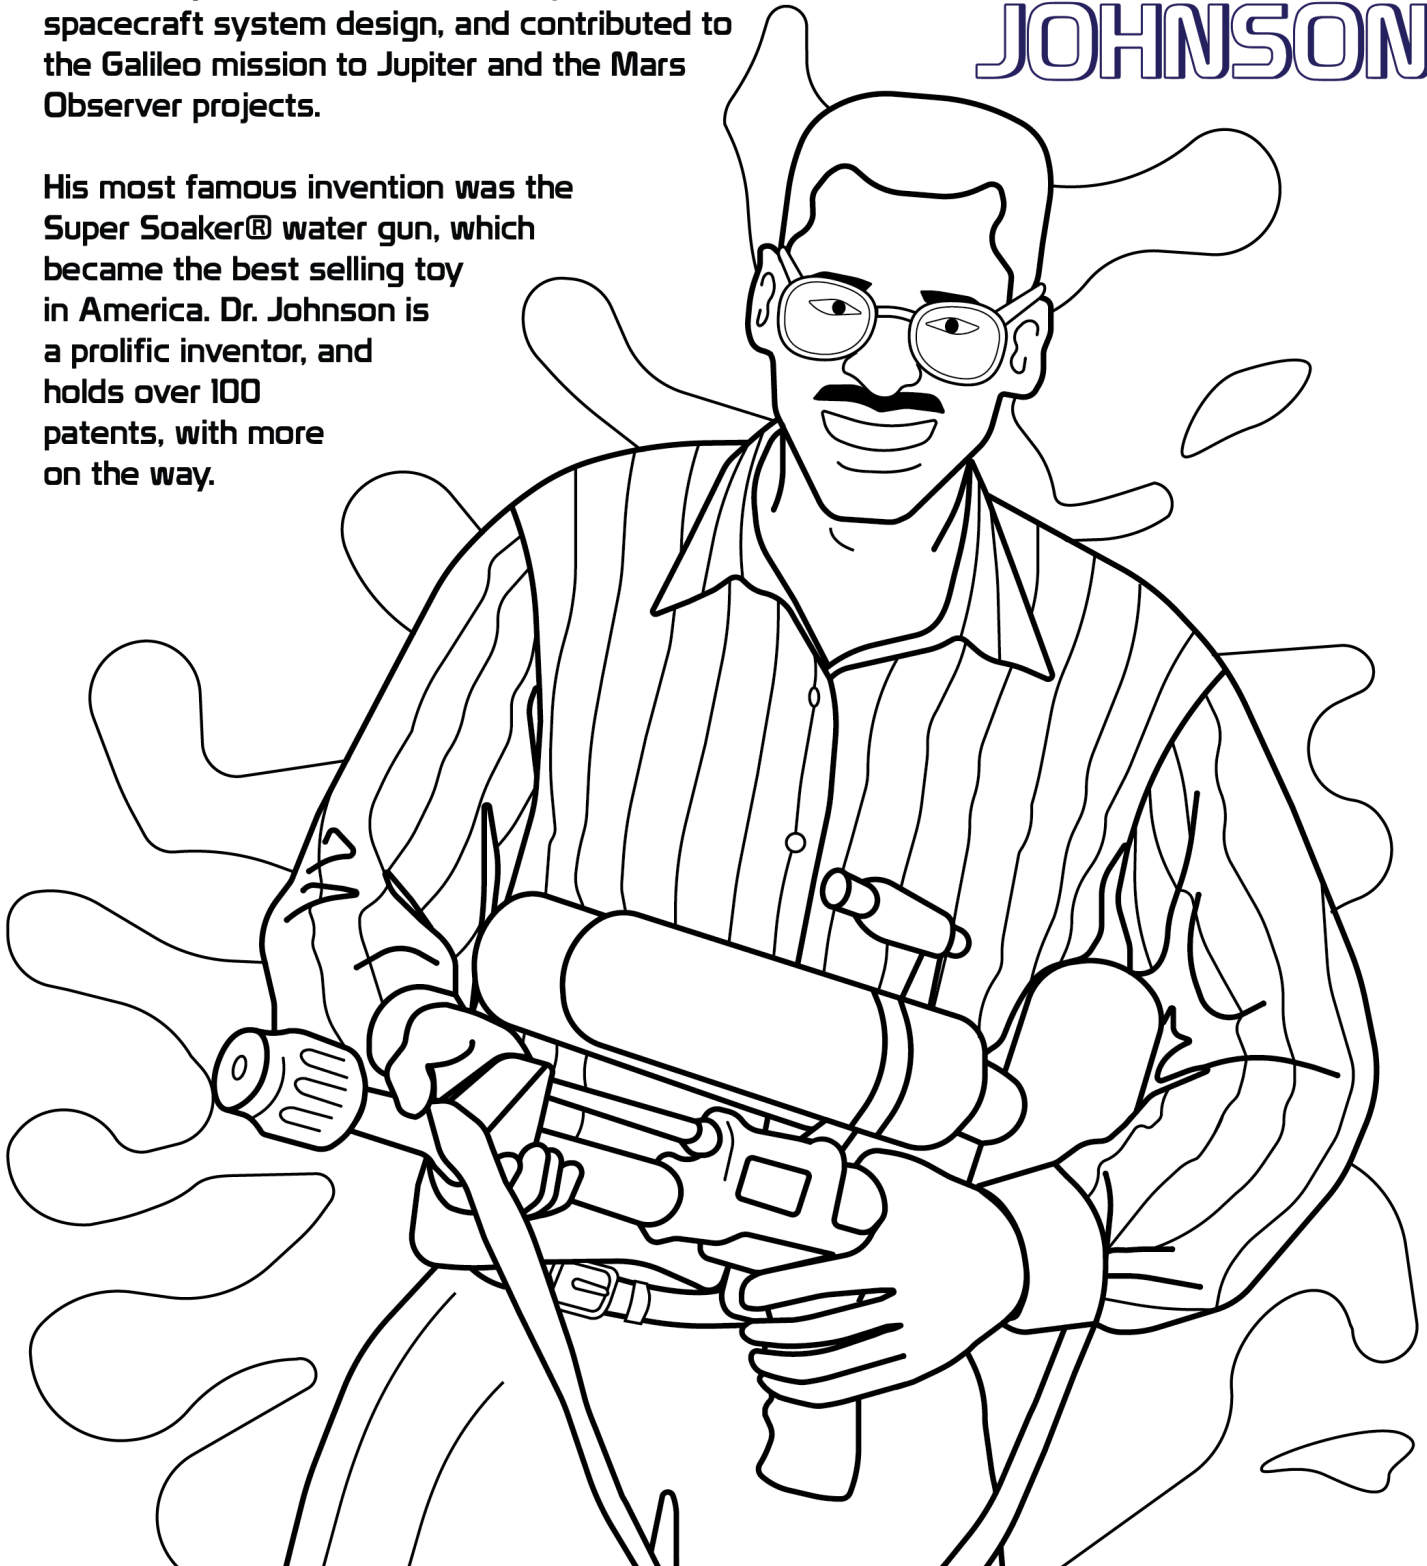 JOHNSON
spacecraft system design, and contributed to
the Galileo mission to Jupiter and the Mars
Observer projects.
His most famous invention was the
Super Soaker® water gun, which
became the best selling toy
in America. Dr. Johnson is
a prolific inventor, and
holds over 100
patents, with more
on the way.